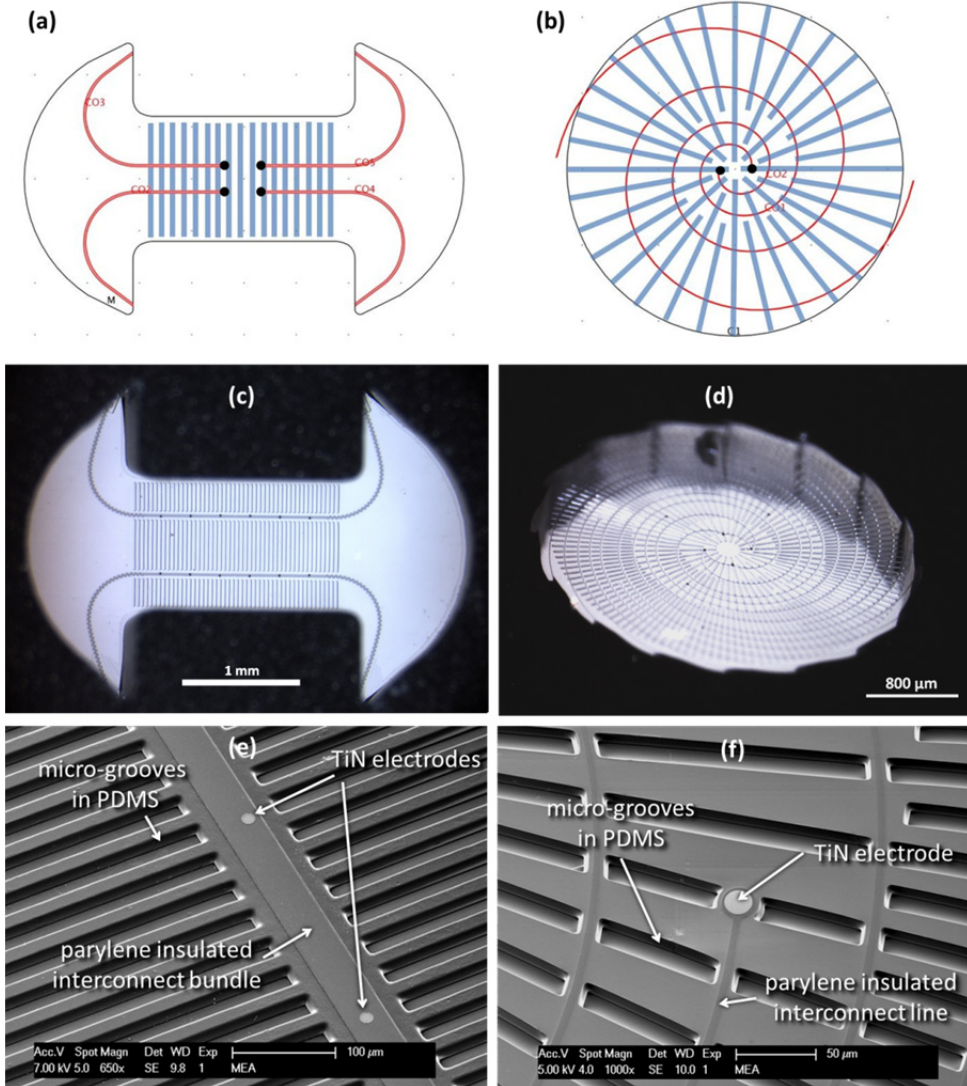 (a)
CO3
CO5
CO2
CO4
M
(b)
CO2
CO1
C1
(c)
1 mm
(d)
800 µm
(e)
micro-grooves
in PDMS
TiN electrodes
parylene insulated
interconnect bundle
Acc.V Spot Magn Det WD Exp 100 µm
7.00 kV 5.0 650x SE 9.8 1 MEA
(f)
micro-grooves
in PDMS
TiN electrode
parylene insulated
interconnect line
Acc.V Spot Magn Det WD Exp 50 µm
5.00 kV 4.0 1000x SE 10.0 1 MEA